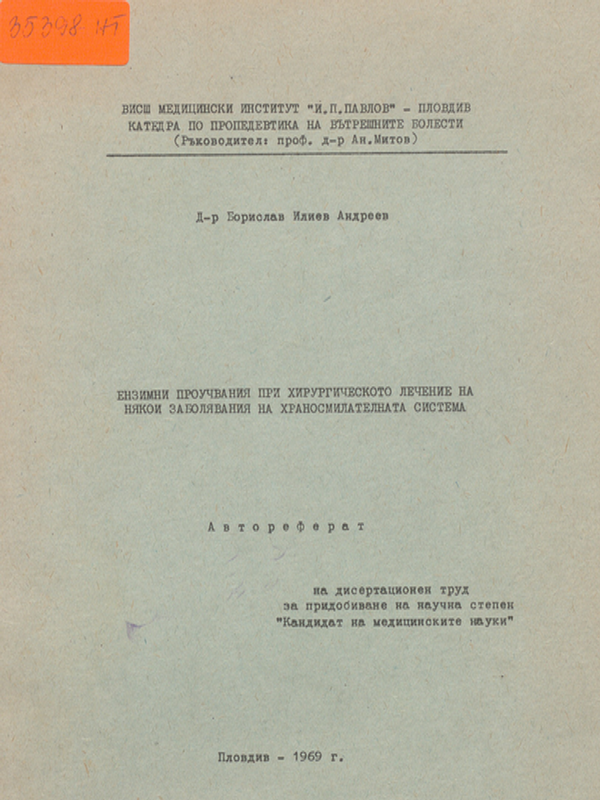 35398 НТ
ВИСШ МЕДИЦИНСКИ ИНСТИТУТ "И.П.ПАВЛОВ" - ПЛОВДИВ
КАТЕДРА ПО ПРОПЕДЕВТИКА НА ВЪТРЕШНИТЕ БОЛЕСТИ
(Ръководител: проф. д-р Ан.Митов)
Д-р Борислав Илиев Андреев
ЕНЗИМНИ ПРОУЧВАНИЯ ПРИ ХИРУРГИЧЕСКОТО ЛЕЧЕНИЕ НА
НЯКОИ ЗАБОЛЯВАНИЯ НА ХРАНОСМИЛАТЕЛНАТА СИСТЕМА
А в т о р е ф е р а т
на дисертационен труд
за придобиване на научна степен
"Кандидат на медицинските науки"
Пловдив - 1969 г.